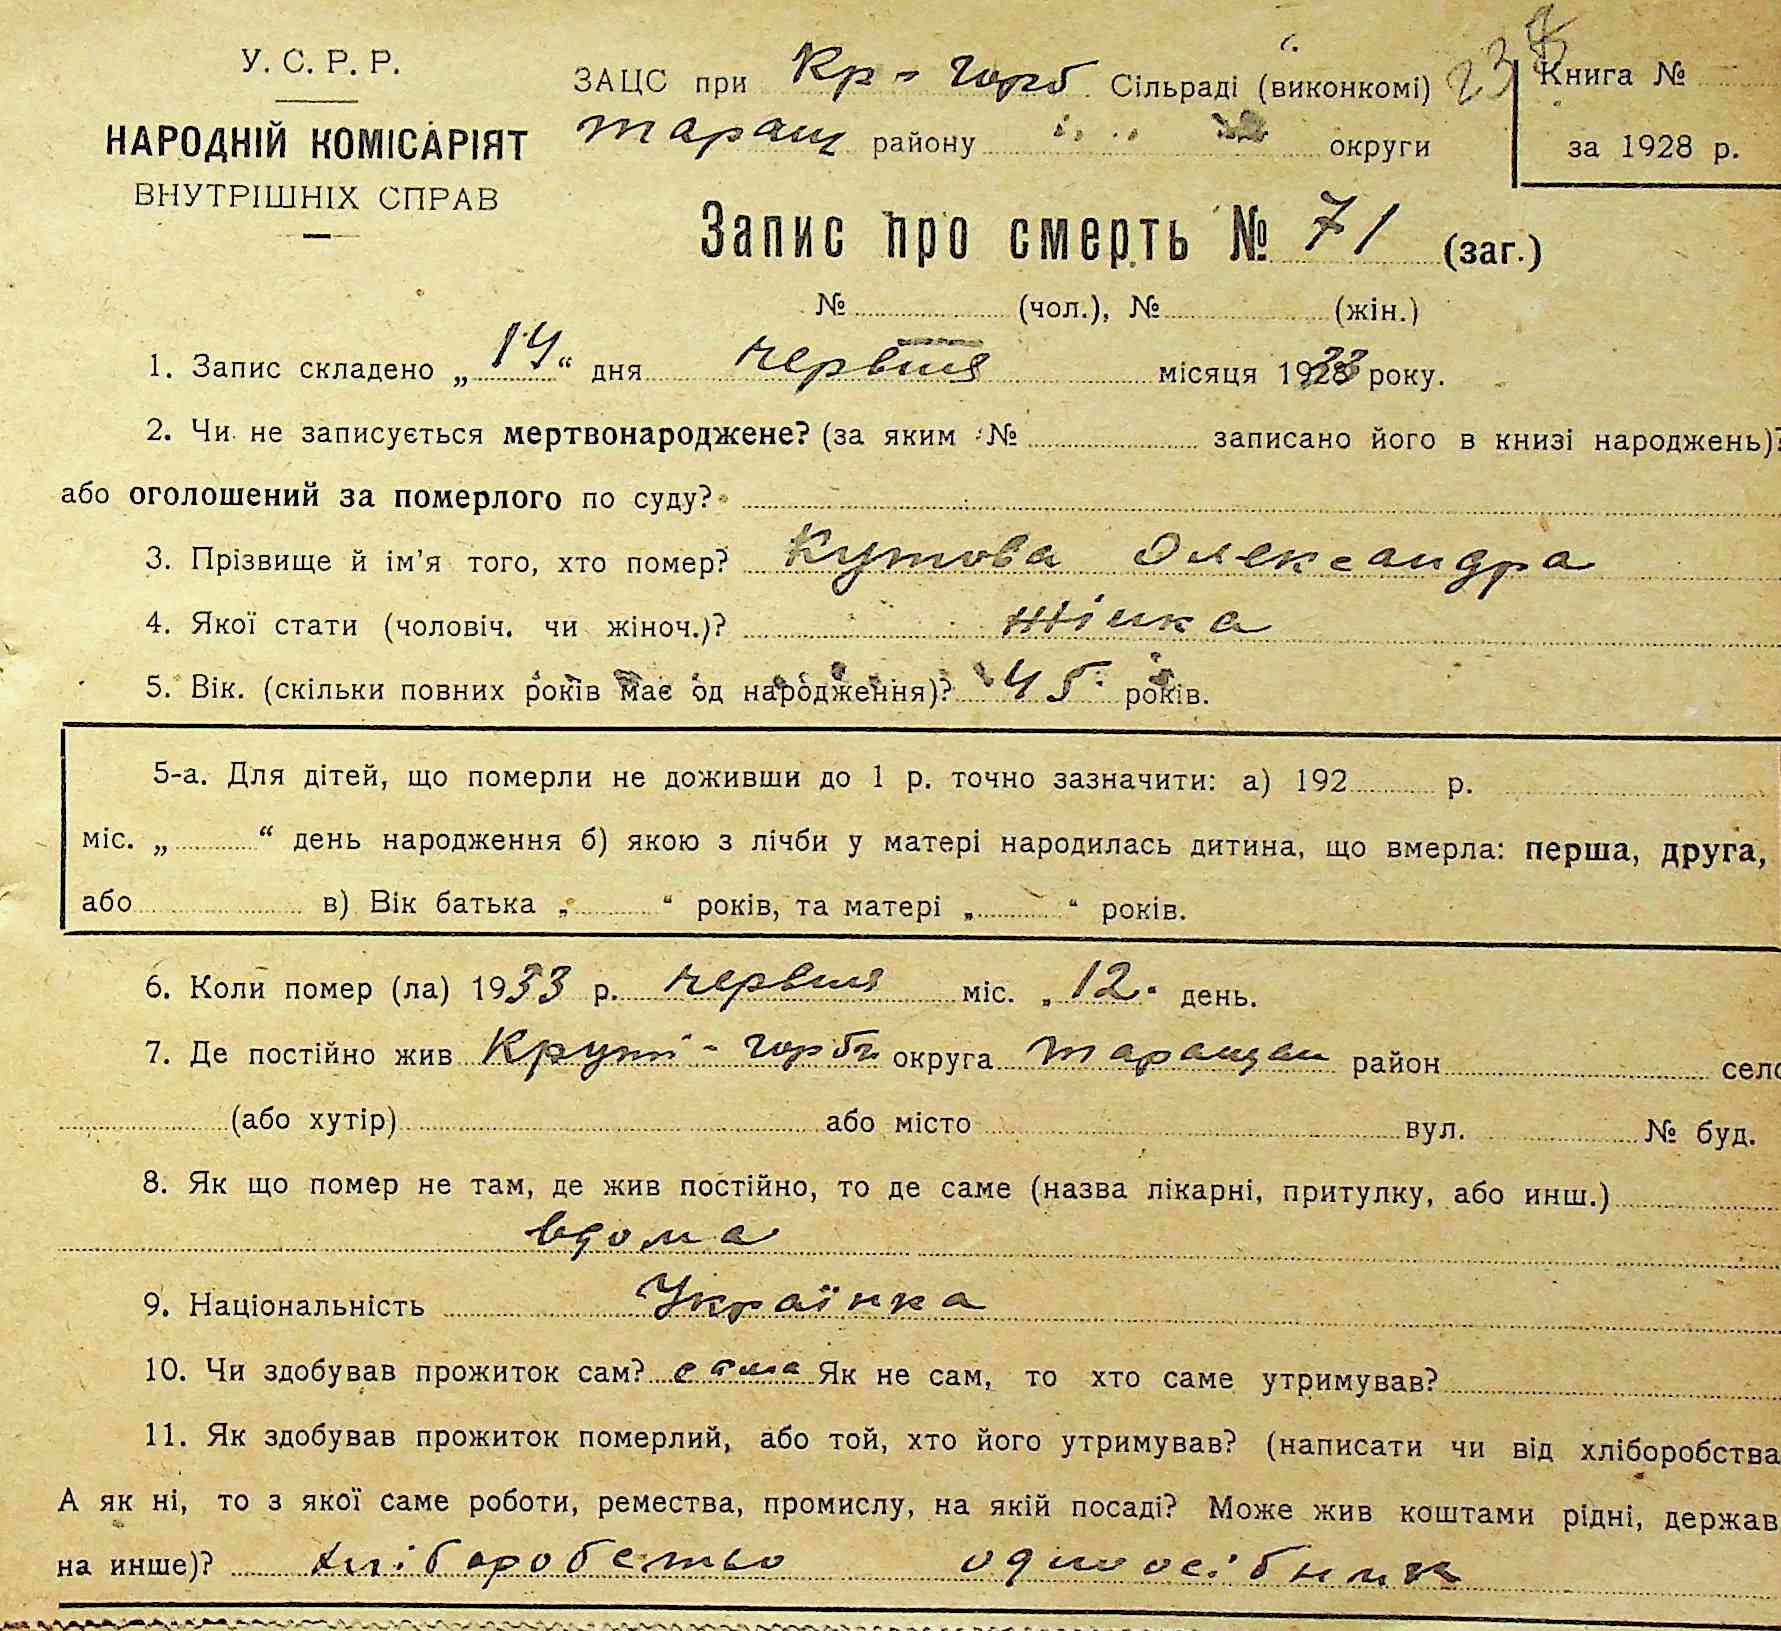 У. С. Р. Р.
НАРОДНІЙ КОМІСАРІЯТ
ВНУТРІШНІХ СПРАВ
ЗАЦС при Кр-горб Сільраді (виконкомі)
таращ району округи
Книга №
за 1928 р.
Запис про смерть № 71 (заг.)
№ (чол.), № (жін.)
1. Запис складено „14“ дня червня місяця 1933 року.
2. Чи не записується мертвонароджене? (за яким № записано його в книзі народжень)?
або оголошений за померлого по суду?
3. Прізвище й ім'я того, хто помер? Кутова Олександра
4. Якої стати (чоловіч. чи жіноч.)? жінка
5. Вік. (скільки повних років має од народження)? 45 років.
5-а. Для дітей, що померли не доживши до 1 р. точно зазначити: а) 192 р.
міс. „ “ день народження б) якою з лічби у матері народилась дитина, що вмерла: перша, друга,
або в) Вік батька „ “ років, та матері „ “ років.
6. Коли помер (ла) 1933 р. червня міс. „12“ день.
7. Де постійно жив Круті-горби округа таращан район село
(або хутір) або місто вул. № буд.
8. Як що помер не там, де жив постійно, то де саме (назва лікарні, притулку, або инш.)
вдома
9. Національність Українка
10. Чи здобував прожиток сам? сама Як не сам, то хто саме утримував?
11. Як здобував прожиток померлий, або той, хто його утримував? (написати чи від хліборобства
А як ні, то з якої саме роботи, ремества, промислу, на якій посаді? Може жив коштами рідні, держав
на инше)? хліборобство одноосібник